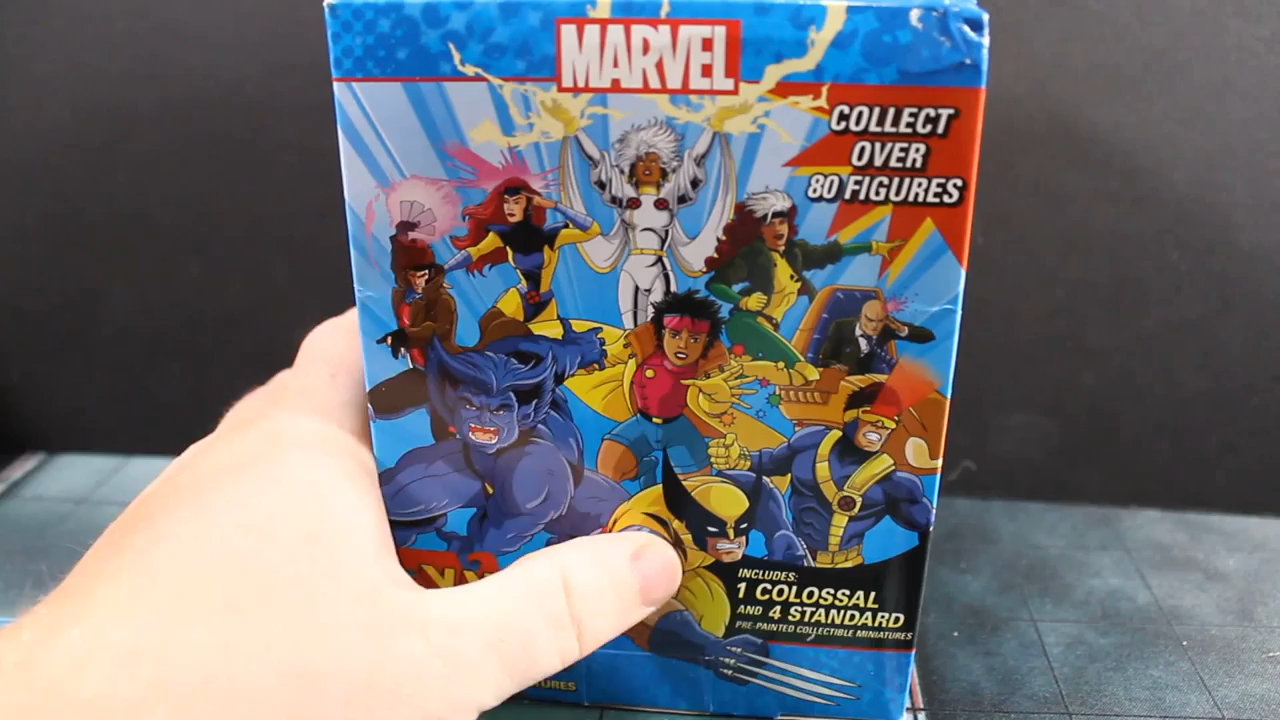 MARVEL
COLLECT
OVER
80 FIGURES
INCLUDES:
1 COLOSSAL
AND 4 STANDARD
PRE-PAINTED COLLECTIBLE MINIATURES